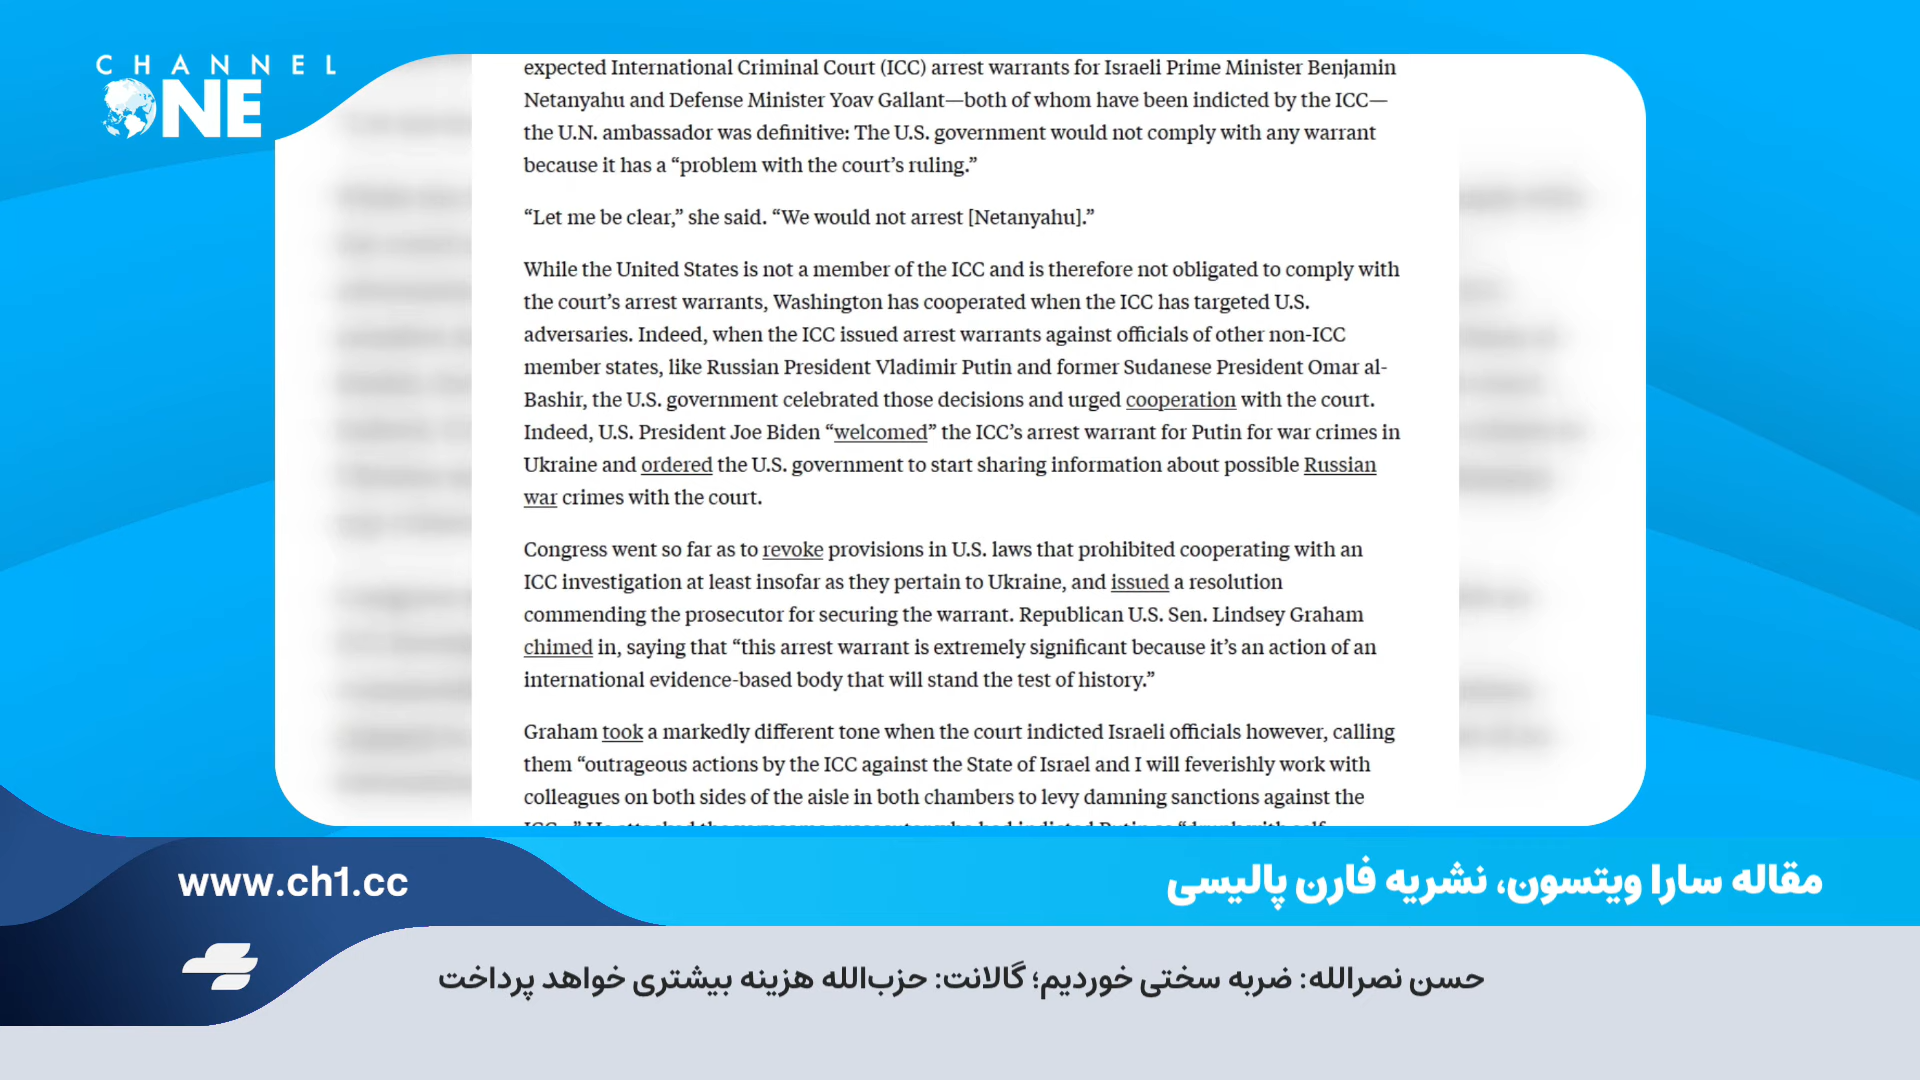 CHANNEL
ONE
expected International Criminal Court (ICC) arrest warrants for Israeli Prime Minister Benjamin
Netanyahu and Defense Minister Yoav Gallant—both of whom have been indicted by the ICC—
the U.N. ambassador was definitive: The U.S. government would not comply with any warrant
because it has a “problem with the court’s ruling.”
“Let me be clear,” she said. “We would not arrest [Netanyahu].”
While the United States is not a member of the ICC and is therefore not obligated to comply with
the court’s arrest warrants, Washington has cooperated when the ICC has targeted U.S.
adversaries. Indeed, when the ICC issued arrest warrants against officials of other non-ICC
member states, like Russian President Vladimir Putin and former Sudanese President Omar al-
Bashir, the U.S. government celebrated those decisions and urged cooperation with the court.
Indeed, U.S. President Joe Biden “welcomed” the ICC’s arrest warrant for Putin for war crimes in
Ukraine and ordered the U.S. government to start sharing information about possible Russian
war crimes with the court.
Congress went so far as to revoke provisions in U.S. laws that prohibited cooperating with an
ICC investigation at least insofar as they pertain to Ukraine, and issued a resolution
commending the prosecutor for securing the warrant. Republican U.S. Sen. Lindsey Graham
chimed in, saying that “this arrest warrant is extremely significant because it’s an action of an
international evidence-based body that will stand the test of history.”
Graham took a markedly different tone when the court indicted Israeli officials however, calling
them “outrageous actions by the ICC against the State of Israel and I will feverishly work with
colleagues on both sides of the aisle in both chambers to levy damning sanctions against the
www.ch1.cc
مقاله سارا ویتسون، نشریه فارن پالیسی
حسن نصرالله: ضربه سختی خوردیم؛ گالانت: حزب‌الله هزینه بیشتری خواهد پرداخت